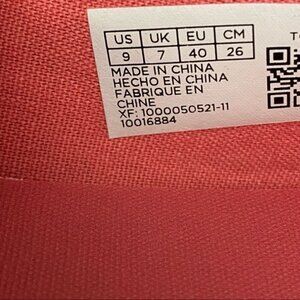 US UK EU CM
9 7 40 26
MADE IN CHINA
HECHO EN CHINA
FABRIQUE EN
CHINE
XF: 1000050521-11
10016884